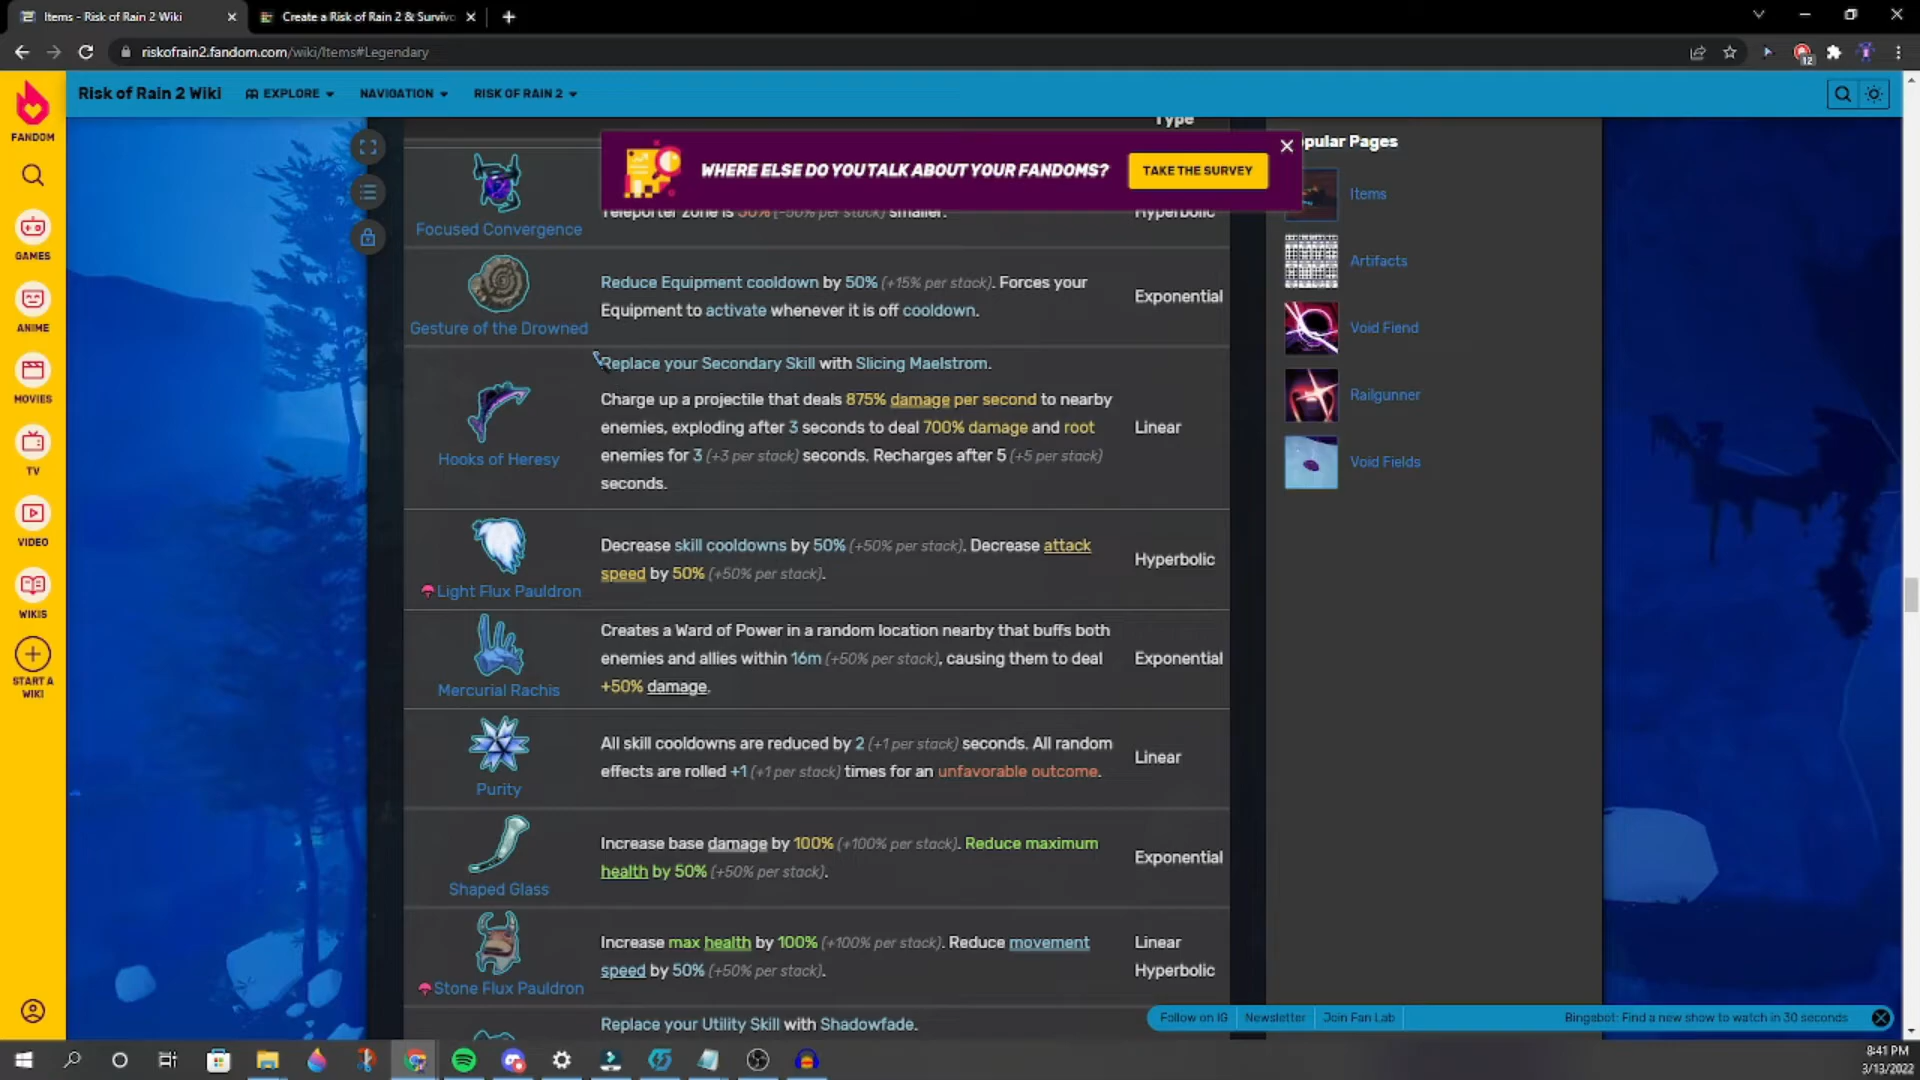 Items - Risk of Rain 2 Wiki
Create a Risk of Rain 2 & Survivo
riskofrain2.fandom.com/wiki/Items#Legendary
12
FANDOM
GAMES
ANIME
MOVIES
TV
VIDEO
WIKIS
START A
WIKI
Risk of Rain 2 Wiki
EXPLORE
NAVIGATION
RISK OF RAIN 2
Type
WHERE ELSE DO YOU TALK ABOUT YOUR FANDOMS?
TAKE THE SURVEY
Focused Convergence
Teleporter zone is 50% (-50% per stack) smaller.
Hyperbolic
Gesture of the Drowned
Reduce Equipment cooldown by 50% (+15% per stack). Forces your
Equipment to activate whenever it is off cooldown.
Exponential
Hooks of Heresy
Replace your Secondary Skill with Slicing Maelstrom.
Charge up a projectile that deals 875% damage per second to nearby
enemies, exploding after 3 seconds to deal 700% damage and root
enemies for 3 (+3 per stack) seconds. Recharges after 5 (+5 per stack)
seconds.
Linear
Light Flux Pauldron
Decrease skill cooldowns by 50% (+50% per stack). Decrease attack
speed by 50% (+50% per stack).
Hyperbolic
Mercurial Rachis
Creates a Ward of Power in a random location nearby that buffs both
enemies and allies within 16m (+50% per stack), causing them to deal
+50% damage.
Exponential
Purity
All skill cooldowns are reduced by 2 (+1 per stack) seconds. All random
effects are rolled +1 (+1 per stack) times for an unfavorable outcome.
Linear
Shaped Glass
Increase base damage by 100% (+100% per stack). Reduce maximum
health by 50% (+50% per stack).
Exponential
Stone Flux Pauldron
Increase max health by 100% (+100% per stack). Reduce movement
speed by 50% (+50% per stack).
Linear
Hyperbolic
Replace your Utility Skill with Shadowfade.
pular Pages
Items
Artifacts
Void Fiend
Railgunner
Void Fields
Follow on IG
Newsletter
Join Fan Lab
Bingebot: Find a new show to watch in 30 seconds
8:41 PM
3/13/2022